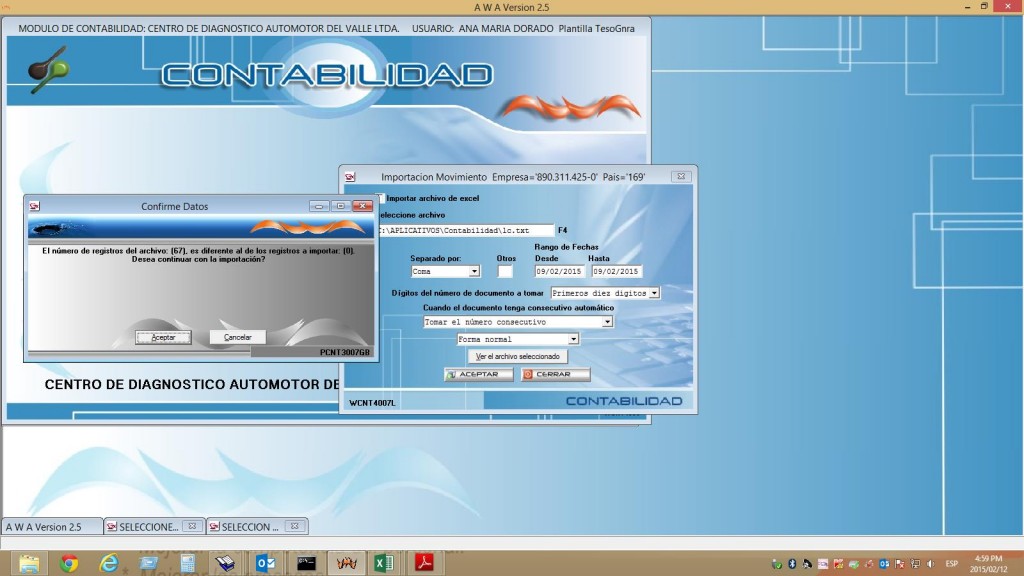 A W A Version 2.5
MODULO DE CONTABILIDAD: CENTRO DE DIAGNOSTICO AUTOMOTOR DEL VALLE LTDA. USUARIO: ANA MARIA DORADO Plantilla TesoGnra
CONTABILIDAD
Importacion Movimiento Empresa='890.311.425-0' Pais='169'
Importar archivo de excel
eleccione archivo
C:\APLICATIVOS\Contabilidad\lc.txt F4
Rango de Fechas
Separado por: Otros Desde Hasta
Coma 09/02/2015 09/02/2015
Dígitos del número de documento a tomar Primeros diez digitos
Cuando el documento tenga consecutivo automático
Tomar el número consecutivo
Forma normal
Ver el archivo seleccionado
ACEPTAR CERRAR
WCNT4007L CONTABILIDAD
Confirme Datos
El número de registros del archivo: (67), es diferente al de los registros a importar: (0).
Desea continuar con la importación?
Aceptar Cancelar
PCNT3007GB
CENTRO DE DIAGNOSTICO AUTOMOTOR DE
A W A Version 2.5 SELECCIONE... SELECCION ...
4:59 PM
ESP
2015/02/12